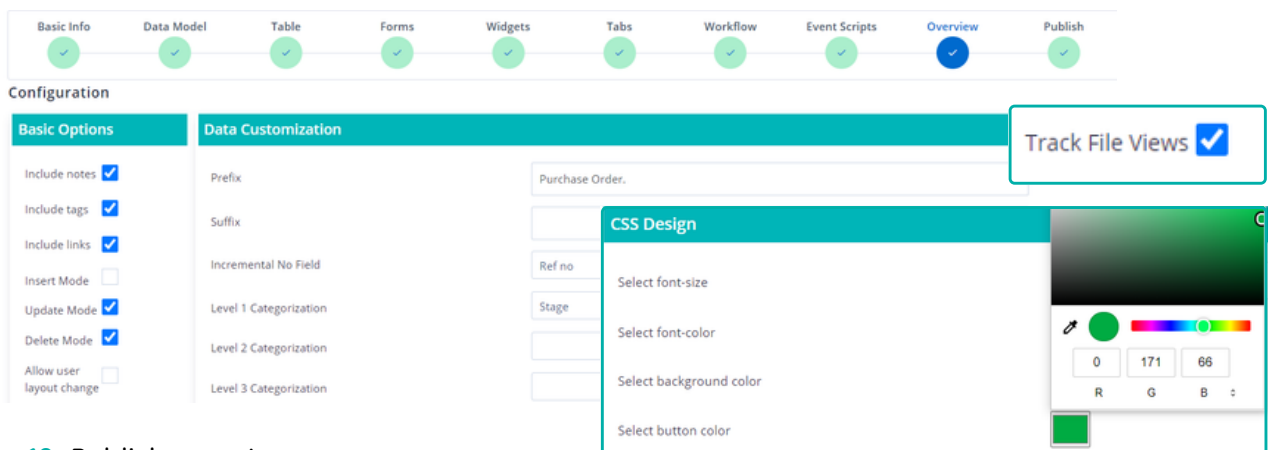 Basic Info Data Model Table Forms Widgets Tabs Workflow Event Scripts Overview Publish
Configuration
Basic Options
Include notes
Include tags
Include links
Insert Mode
Update Mode
Delete Mode
Allow user
layout change
Data Customization
Prefix Purchase Order.
Suffix
Incremental No Field Ref no
Level 1 Categorization Stage
Level 2 Categorization
Level 3 Categorization
Track File Views
CSS Design
Select font-size
Select font-color
Select background color
Select button color
0 171 66
R G B